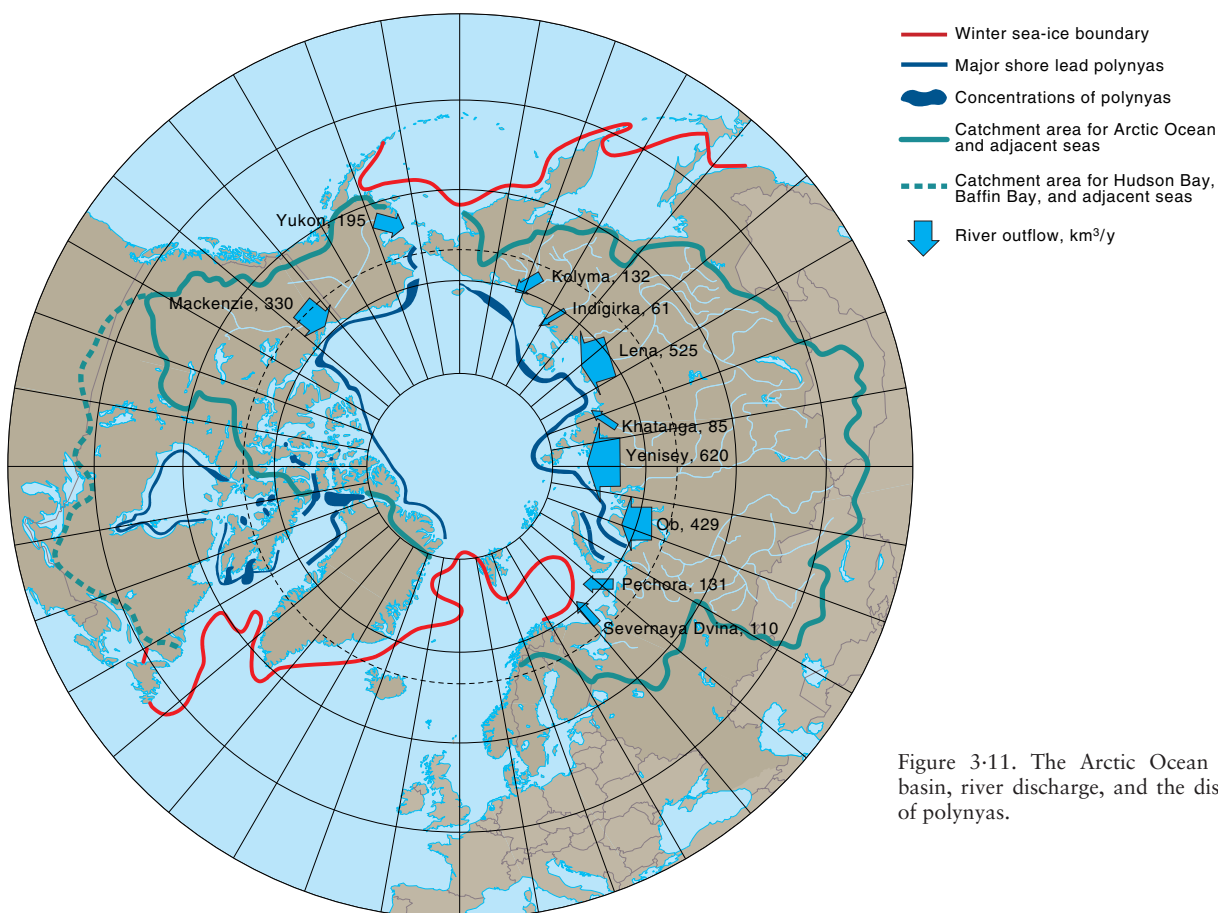 Winter sea-ice boundary
Major shore lead polynyas
Concentrations of polynyas
Catchment area for Arctic Ocean
and adjacent seas
Catchment area for Hudson Bay,
Baffin Bay, and adjacent seas
River outflow, km³/y
Yukon, 195
Kolyma, 132
Mackenzie, 330
Indigirka, 61
Lena, 525
Khatanga, 85
Yenisey, 620
Ob, 429
Pechora, 131
Severnaya Dvina, 110
Figure 3·11. The Arctic Ocean
basin, river discharge, and the dis
of polynyas.